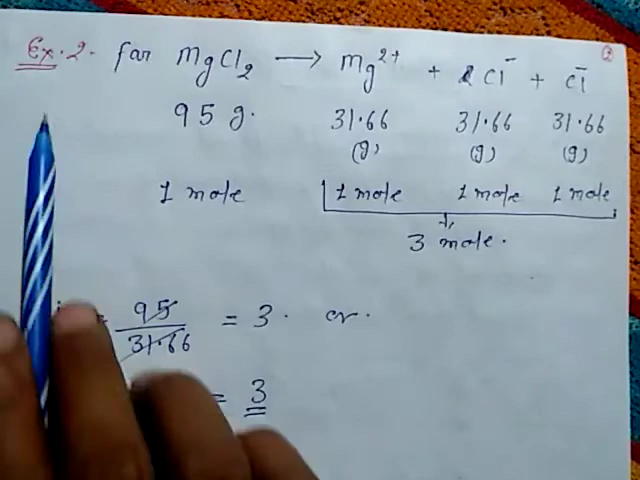 Ex. 2. for MgCl₂ → Mg²⁺ + Cl⁻ + Cl⁻
95 g. 31.66 31.66 31.66
(g) (g) (g)
1 mole 1 mole 1 mole 1 mole
3 mole.
= 95/31.66 = 3. or.
= 3